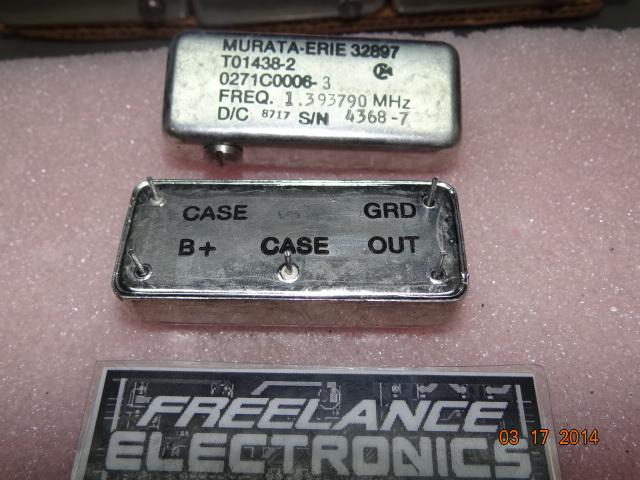 MURATA-ERIE 32897
T01438-2
0271C0006-3
FREQ. 1.393790 MHz
D/C 8717 S/N 4368-7
CASE GRD
B+ CASE OUT
FREELANCE
ELECTRONICS
03 17 2014